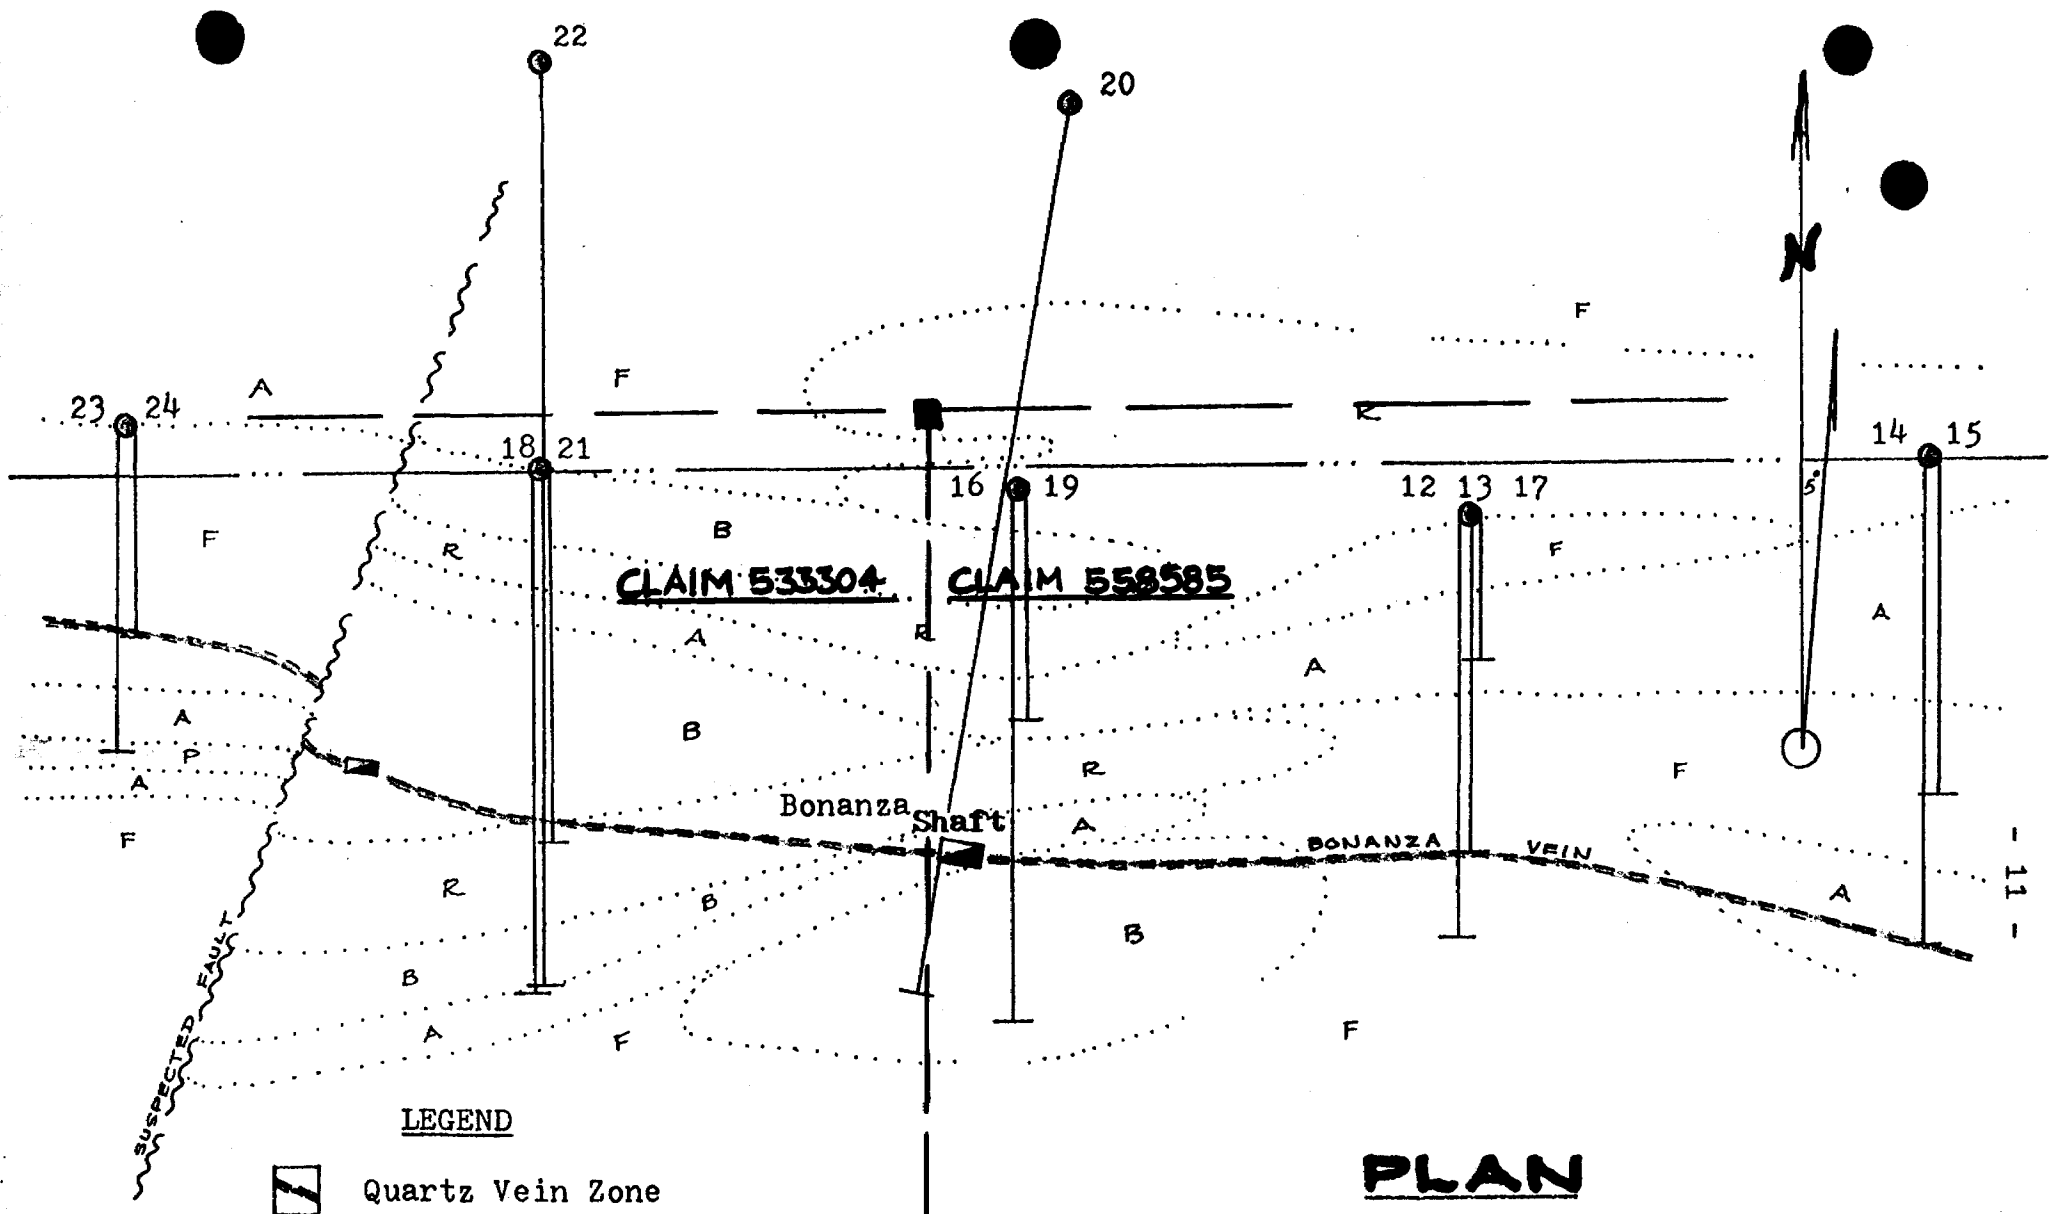 22
20
N
F
A
F
R
23 24
18 21
14 15
16 19
12 13 17
5°
F
R
B
F
CLAIM 533304
CLAIM 558585
A
A
R
A
A
B
P
R
F
A
Bonanza Shaft
A
F
BONANZA VEIN
R
B
A
B
B
A
F
F
SUSPECTED FAULT
- 11 -
LEGEND
Quartz Vein Zone
PLAN